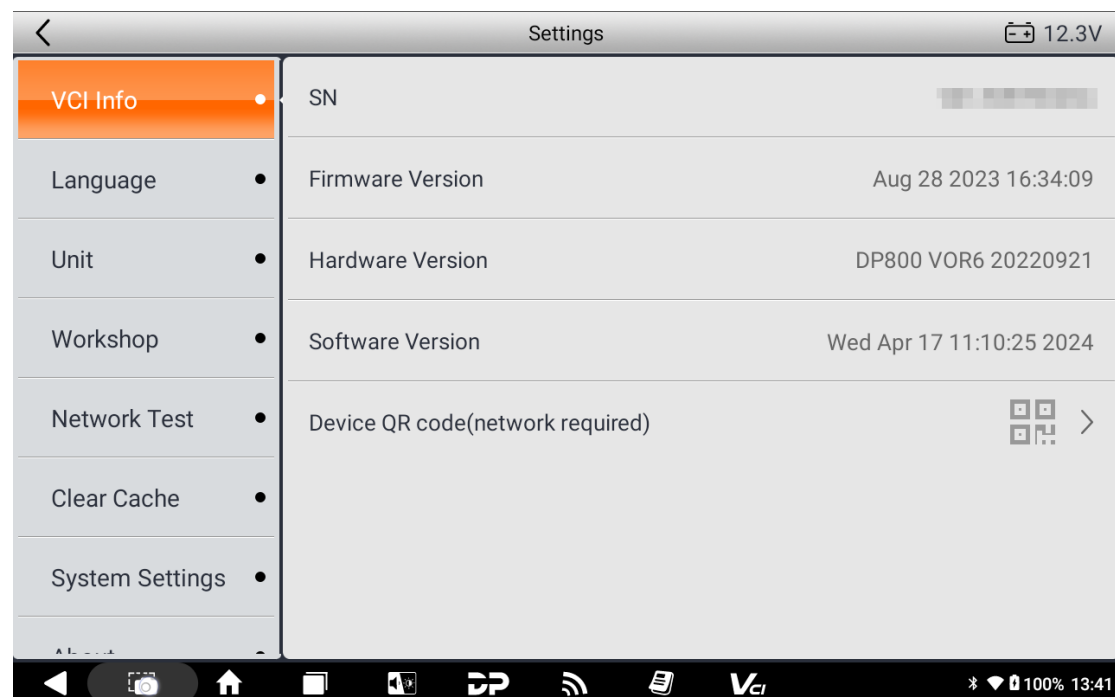 Settings
12.3V
VCI Info
Language
Unit
Workshop
Network Test
Clear Cache
System Settings
SN
Firmware Version Aug 28 2023 16:34:09
Hardware Version DP800 VOR6 20220921
Software Version Wed Apr 17 11:10:25 2024
Device QR code(network required)
DP
VCI
100% 13:41